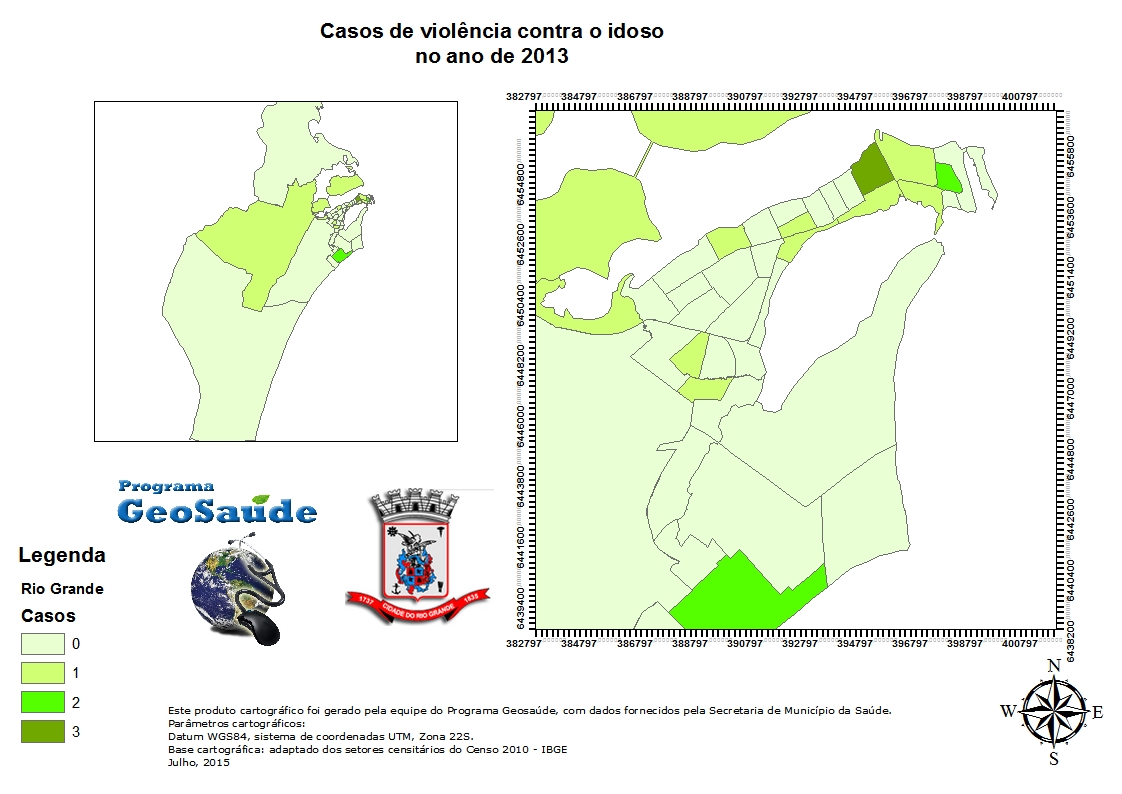 Casos de violência contra o idoso
no ano de 2013
382797 384797 386797 388797 390797 392797 394797 396797 398797 400797
6454800
6452600
6450400
6448200
6446000
6443800
6441600
6439400
6455800
6453600
6451400
6449200
6447000
6444800
6442600
6440400
6438200
382797 384797 386797 388797 390797 392797 394797 396797 398797 400797
Programa
GeoSaúde
1737 CIDADE DO RIO GRANDE 1835
Legenda
Rio Grande
Casos
0
1
2
3
N
W E
S
Este produto cartográfico foi gerado pela equipe do Programa Geosaúde, com dados fornecidos pela Secretaria de Município da Saúde.
Parâmetros cartográficos:
Datum WGS84, sistema de coordenadas UTM, Zona 22S.
Base cartográfica: adaptado dos setores censitários do Censo 2010 - IBGE
Julho, 2015